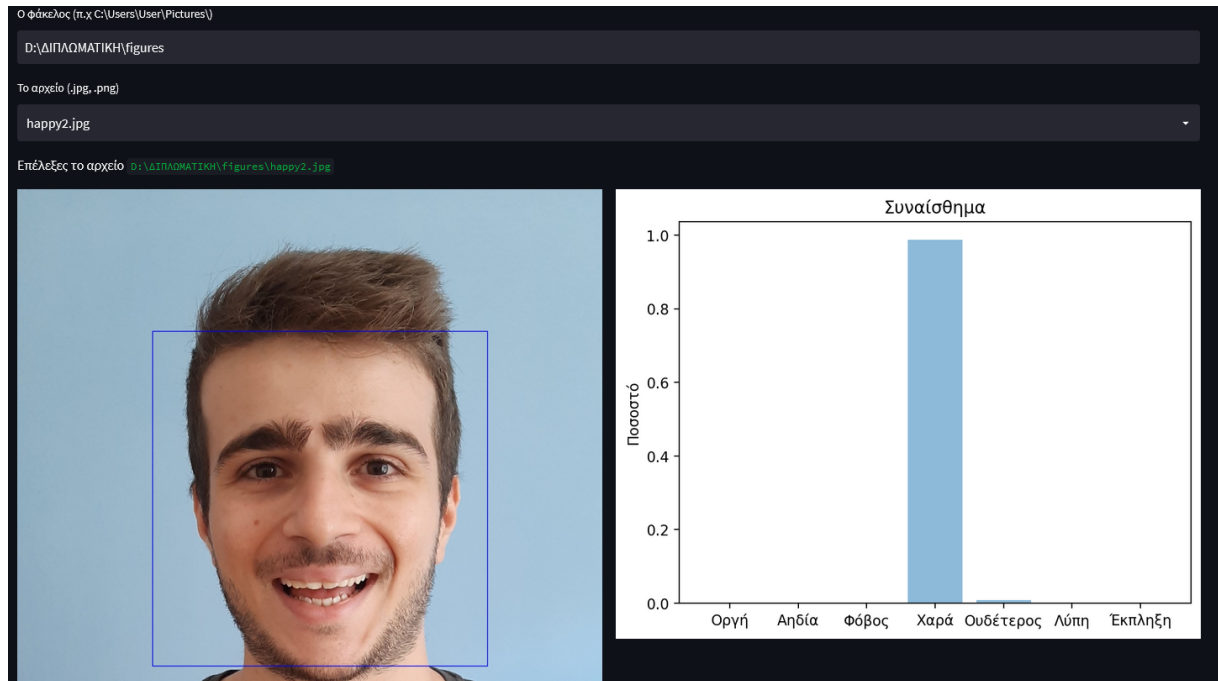 Ο φάκελος (π.χ C:\Users\User\Pictures\)
D:\ΔΙΠΛΩΜΑΤΙΚΗ\figures
Το αρχείο (.jpg, .png)
happy2.jpg
Επέλεξες το αρχείο D:\ΔΙΠΛΩΜΑΤΙΚΗ\figures\happy2.jpg
Συναίσθημα
1.0
0.8
0.6
0.4
0.2
0.0
Ποσοστό
Οργή Αηδία Φόβος Χαρά Ουδέτερος Λύπη Έκπληξη